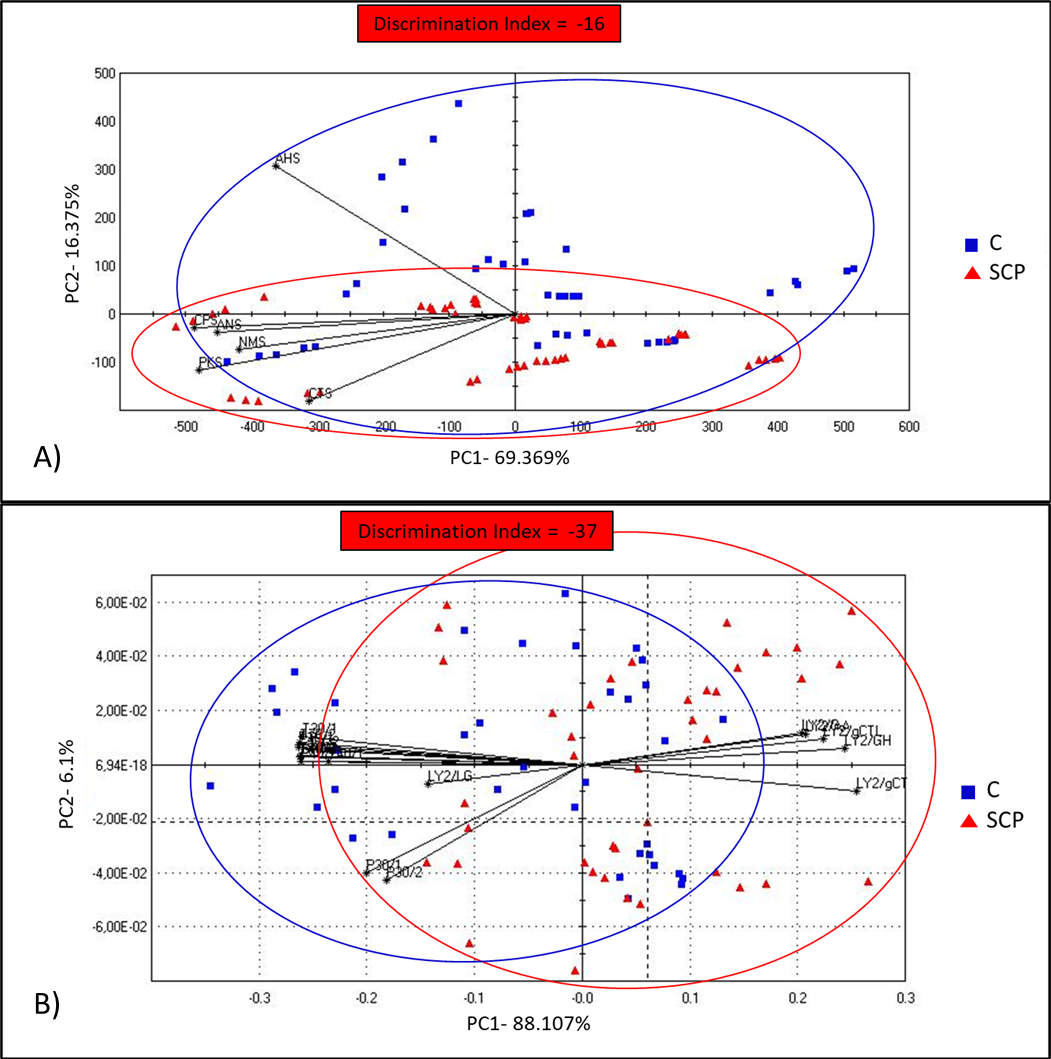 Discrimination Index = -16
500
400
300
200
100
0
-100
PC2- 16.375%
AHS
CPS
ANS
NMS
PKS
CTS
C
SCP
-500 -400 -300 -200 -100 0 100 200 300 400 500 600
PC1- 69.369%
A)
Discrimination Index = -37
6,00E-02
4,00E-02
2,00E-02
6,94E-18
-2,00E-02
-4,00E-02
-6,00E-02
PC2- 6.1%
T30/1
LY2/gCTL
LY2/GH
LY2/LG
LY2/gCT
P30/1
P30/2
C
SCP
-0.3 -0.2 -0.1 -0.0 0.1 0.2 0.3
PC1- 88.107%
B)